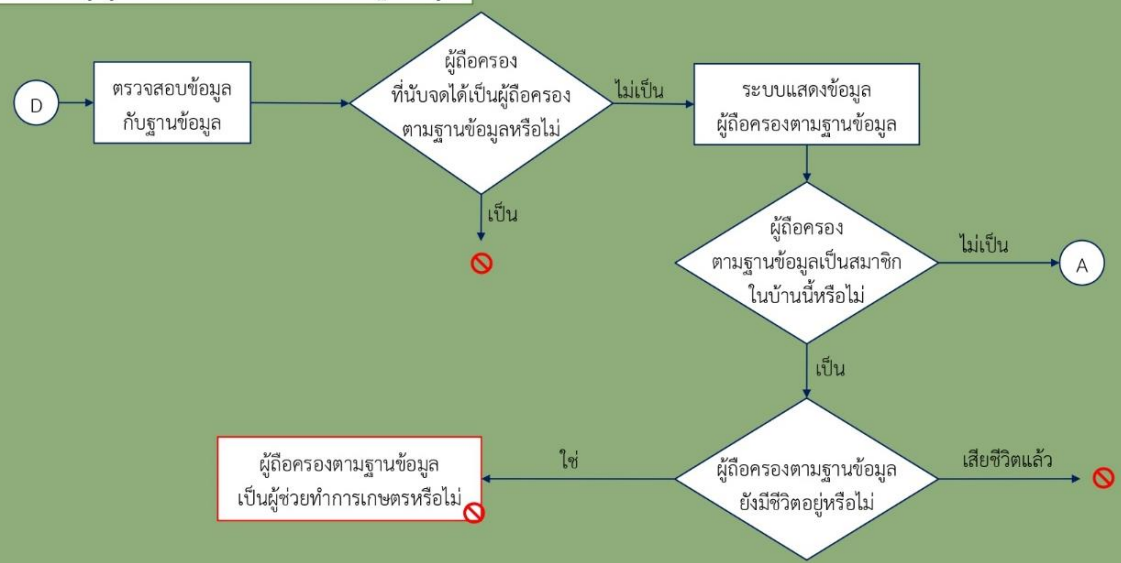 D
ตรวจสอบข้อมูล
กับฐานข้อมูล
ผู้ถือครอง
ที่นับจดได้เป็นผู้ถือครอง
ตามฐานข้อมูลหรือไม่
ไม่เป็น
ระบบแสดงข้อมูล
ผู้ถือครองตามฐานข้อมูล
เป็น
ผู้ถือครอง
ตามฐานข้อมูลเป็นสมาชิก
ในบ้านนี้หรือไม่
ไม่เป็น
A
เป็น
ผู้ถือครองตามฐานข้อมูล
ยังมีชีวิตอยู่หรือไม่
เสียชีวิตแล้ว
ใช่
ผู้ถือครองตามฐานข้อมูล
เป็นผู้ช่วยทำการเกษตรหรือไม่